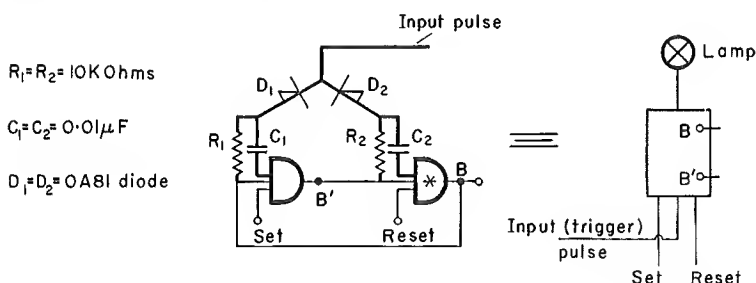 Input pulse
R₁=R₂=10K Ohms
C₁=C₂=0·01μF
D₁=D₂=OA81 diode
D₁
D₂
R₁
C₁
R₂
C₂
B'
*
B
Set
Reset
Lamp
B
B'
Input (trigger)
pulse
Set
Reset